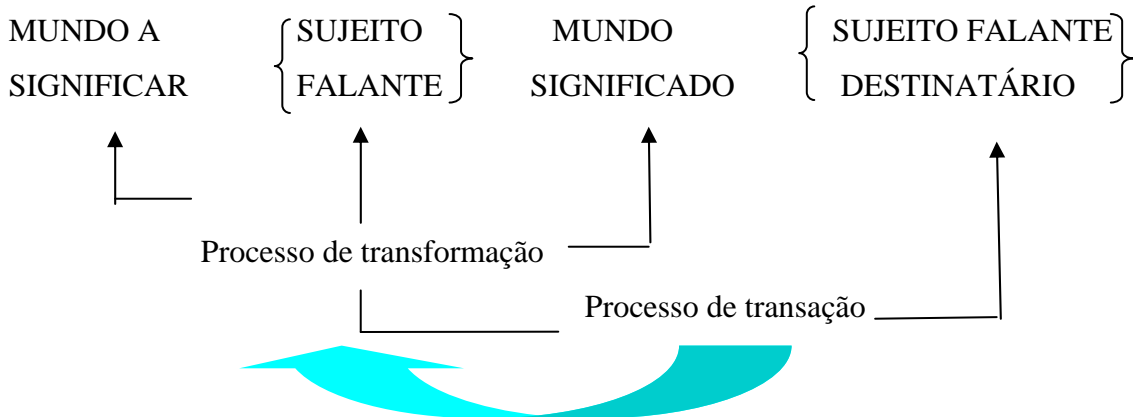 MUNDO A SUJEITO MUNDO SUJEITO FALANTE
SIGNIFICAR FALANTE SIGNIFICADO DESTINATÁRIO
Processo de transformação
Processo de transação